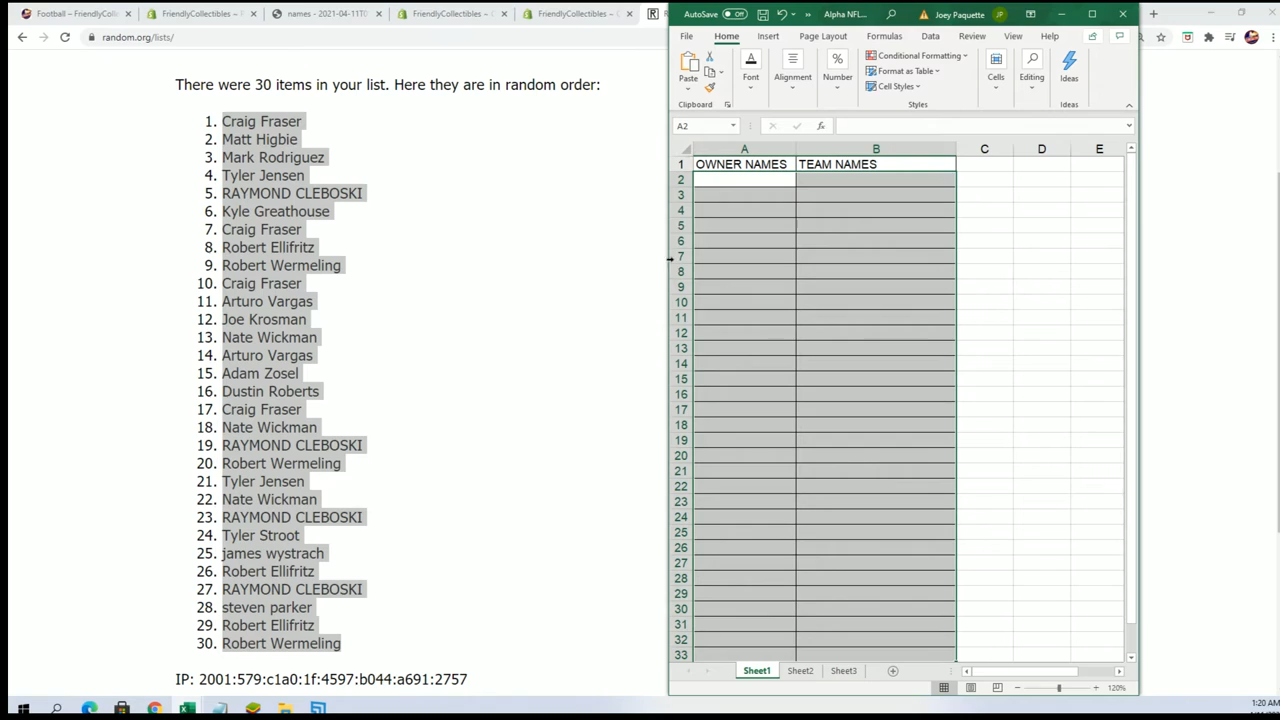 Football – FriendlyColle
FriendlyCollectibles –
names - 2021-04-11T0
FriendlyCollectibles –
FriendlyCollectibles –
random.org/lists/
There were 30 items in your list. Here they are in random order:
1. Craig Fraser
2. Matt Higbie
3. Mark Rodriguez
4. Tyler Jensen
5. RAYMOND CLEBOSKI
6. Kyle Greathouse
7. Craig Fraser
8. Robert Ellifritz
9. Robert Wermeling
10. Craig Fraser
11. Arturo Vargas
12. Joe Krosman
13. Nate Wickman
14. Arturo Vargas
15. Adam Zosel
16. Dustin Roberts
17. Craig Fraser
18. Nate Wickman
19. RAYMOND CLEBOSKI
20. Robert Wermeling
21. Tyler Jensen
22. Nate Wickman
23. RAYMOND CLEBOSKI
24. Tyler Stroot
25. james wystrach
26. Robert Ellifritz
27. RAYMOND CLEBOSKI
28. steven parker
29. Robert Ellifritz
30. Robert Wermeling
IP: 2001:579:c1a0:1f:4597:b044:a691:2757
AutoSave Off Alpha NFL... Joey Paquette JP
File Home Insert Page Layout Formulas Data Review View Help
Paste Font Alignment Number Conditional Formatting Format as Table Cell Styles Cells Editing Ideas
Clipboard Styles Ideas
A2 fx
A B C D E
1 OWNER NAMES TEAM NAMES
2
3
4
5
6
7
8
9
10
11
12
13
14
15
16
17
18
19
20
21
22
23
24
25
26
27
28
29
30
31
32
33
Sheet1 Sheet2 Sheet3
120%
1:20 AM